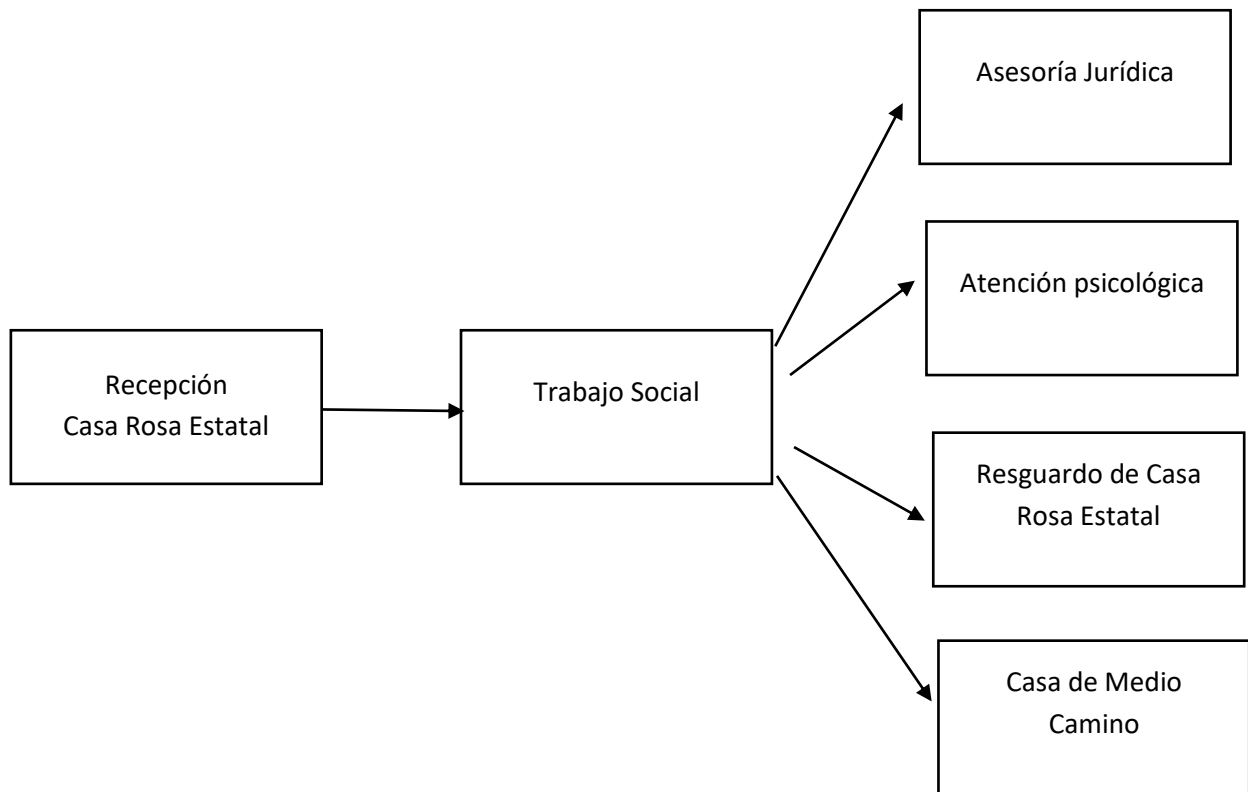 Asesoría Jurídica
Atención psicológica
Recepción
Casa Rosa Estatal
Trabajo Social
Resguardo de Casa
Rosa Estatal
Casa de Medio
Camino